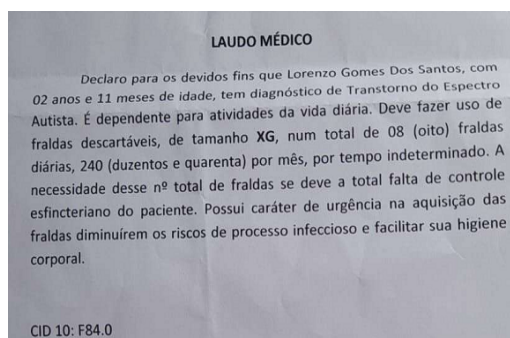 LAUDO MÉDICO
Declaro para os devidos fins que Lorenzo Gomes Dos Santos, com
02 anos e 11 meses de idade, tem diagnóstico de Transtorno do Espectro
Autista. É dependente para atividades da vida diária. Deve fazer uso de
fraldas descartáveis, de tamanho XG, num total de 08 (oito) fraldas
diárias, 240 (duzentos e quarenta) por mês, por tempo indeterminado. A
necessidade desse nº total de fraldas se deve a total falta de controle
esfincteriano do paciente. Possui caráter de urgência na aquisição das
fraldas diminuírem os riscos de processo infeccioso e facilitar sua higiene
corporal.
CID 10: F84.0